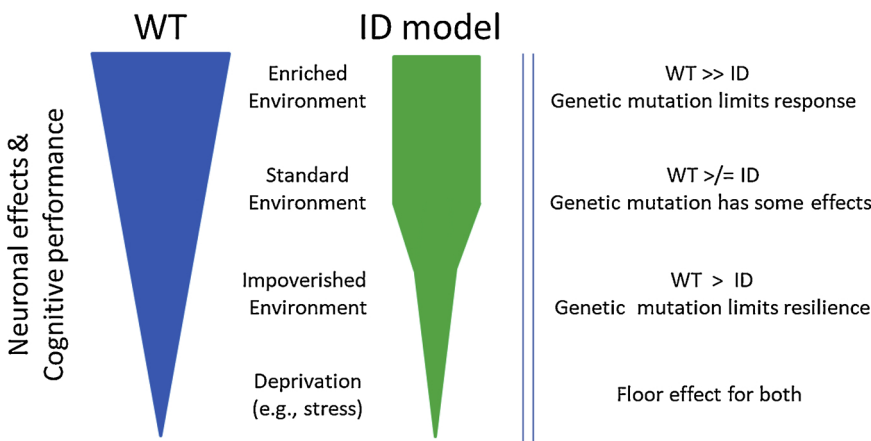 WT
ID model
Neuronal effects &
Cognitive performance
Enriched
Environment
WT >> ID
Genetic mutation limits response
Standard
Environment
WT >/= ID
Genetic mutation has some effects
Impoverished
Environment
WT > ID
Genetic mutation limits resilience
Deprivation
(e.g., stress)
Floor effect for both